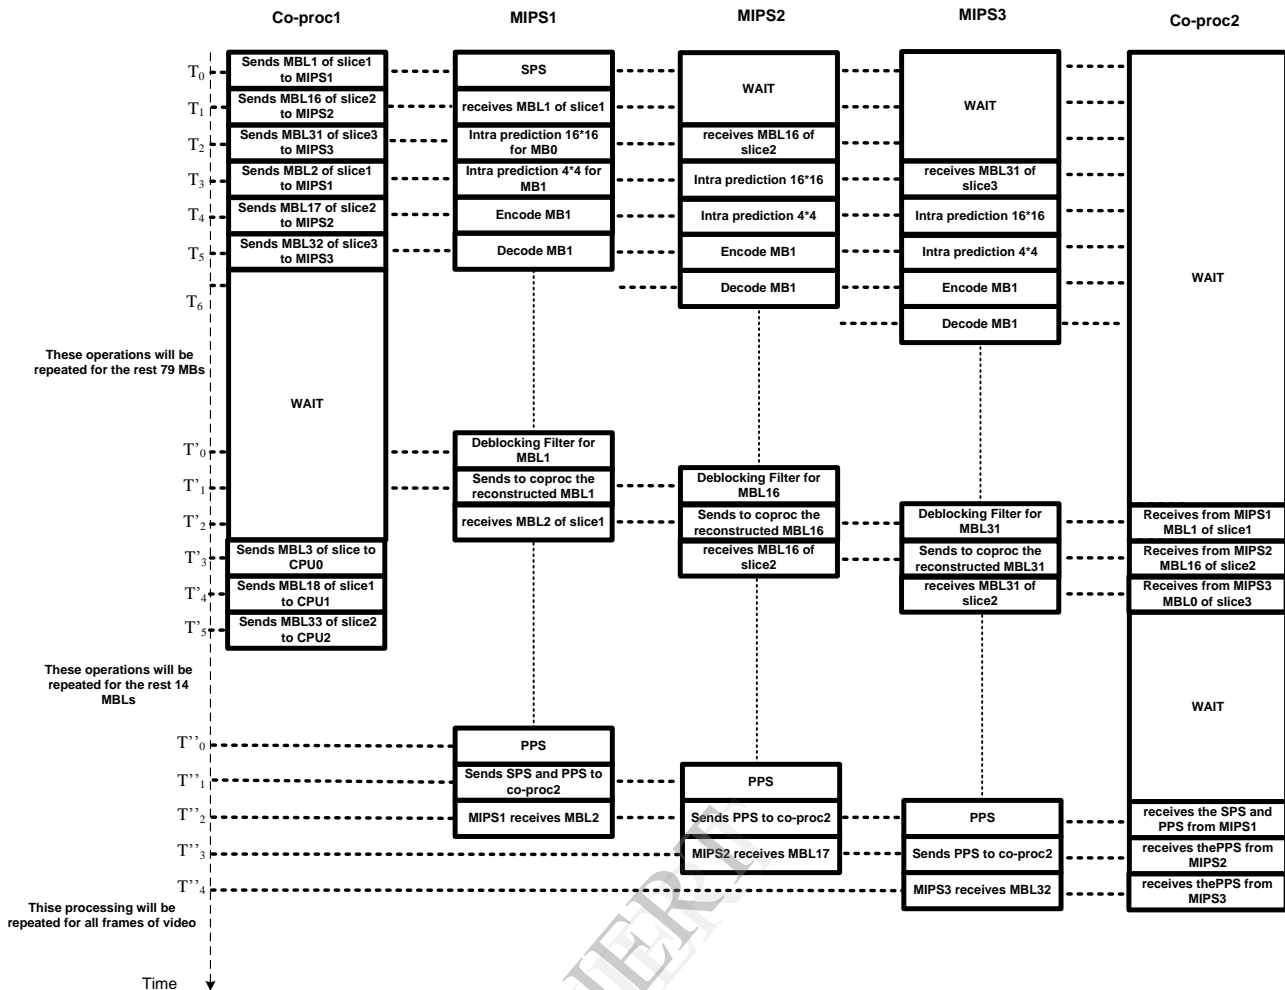 Co-proc1 MIPS1 MIPS2 MIPS3 Co-proc2
T0
Sends MBL1 of slice1
to MIPS1
SPS
WAIT
WAIT
WAIT
T1
Sends MBL16 of slice2
to MIPS2
receives MBL1 of slice1
T2
Sends MBL31 of slice3
to MIPS3
Intra prediction 16*16
for MB0
receives MBL16 of
slice2
T3
Sends MBL2 of slice1
to MIPS1
Intra prediction 4*4 for
MB1
Intra prediction 16*16
receives MBL31 of
slice3
T4
Sends MBL17 of slice2
to MIPS2
Encode MB1
Intra prediction 4*4
Intra prediction 16*16
T5
Sends MBL32 of slice3
to MIPS3
Decode MB1
Encode MB1
Intra prediction 4*4
T6
Decode MB1
Encode MB1
Decode MB1
These operations will be
repeated for the rest 79 MBs
WAIT
T'0
Deblocking Filter for
MBL1
T'1
Sends to coproc the
reconstructed MBL1
Deblocking Filter for
MBL16
T'2
receives MBL2 of slice1
Sends to coproc the
reconstructed MBL16
Deblocking Filter for
MBL31
Receives from MIPS1
MBL1 of slice1
T'3
Sends MBL3 of slice to
CPU0
receives MBL16 of
slice2
Sends to coproc the
reconstructed MBL31
Receives from MIPS2
MBL16 of slice2
T'4
Sends MBL18 of slice1
to CPU1
receives MBL31 of
slice2
Receives from MIPS3
MBL0 of slice3
T'5
Sends MBL33 of slice2
to CPU2
These operations will be
repeated for the rest 14
MBLs
WAIT
T''0
PPS
T''1
Sends SPS and PPS to
co-proc2
PPS
T''2
MIPS1 receives MBL2
Sends PPS to co-proc2
PPS
receives the SPS and
PPS from MIPS1
T''3
MIPS2 receives MBL17
Sends PPS to co-proc2
receives thePPS from
MIPS2
T''4
MIPS3 receives MBL32
receives thePPS from
MIPS3
Thise processing will be
repeated for all frames of video
IJERT
Time